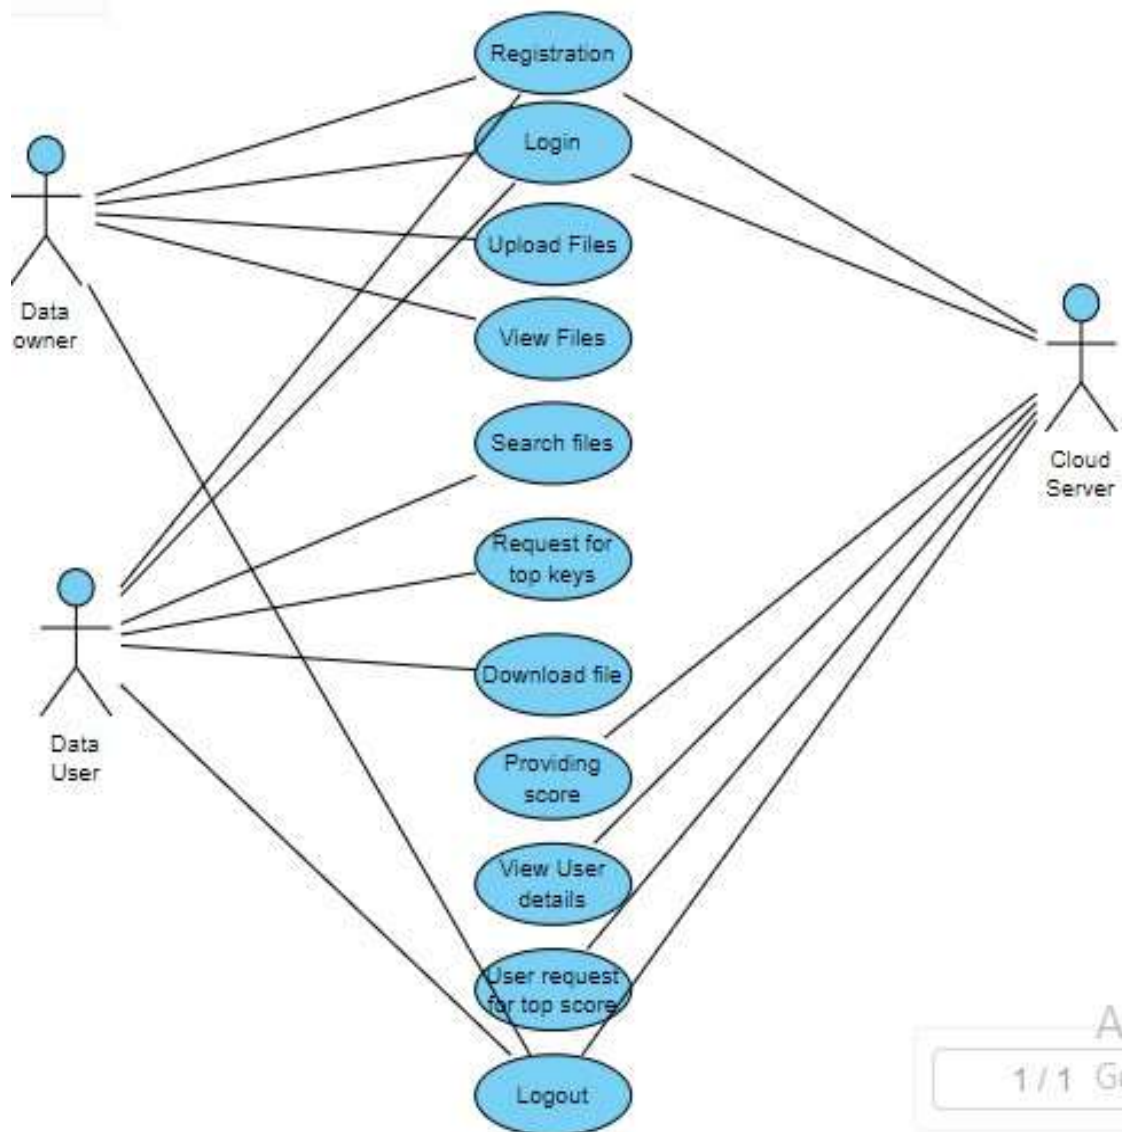 Registration
Login
Upload Files
View Files
Data
owner
Search files
Cloud
Server
Request for
top keys
Download file
Data
User
Providing
score
View User
details
User request
for top score
Logout
A
1 / 1